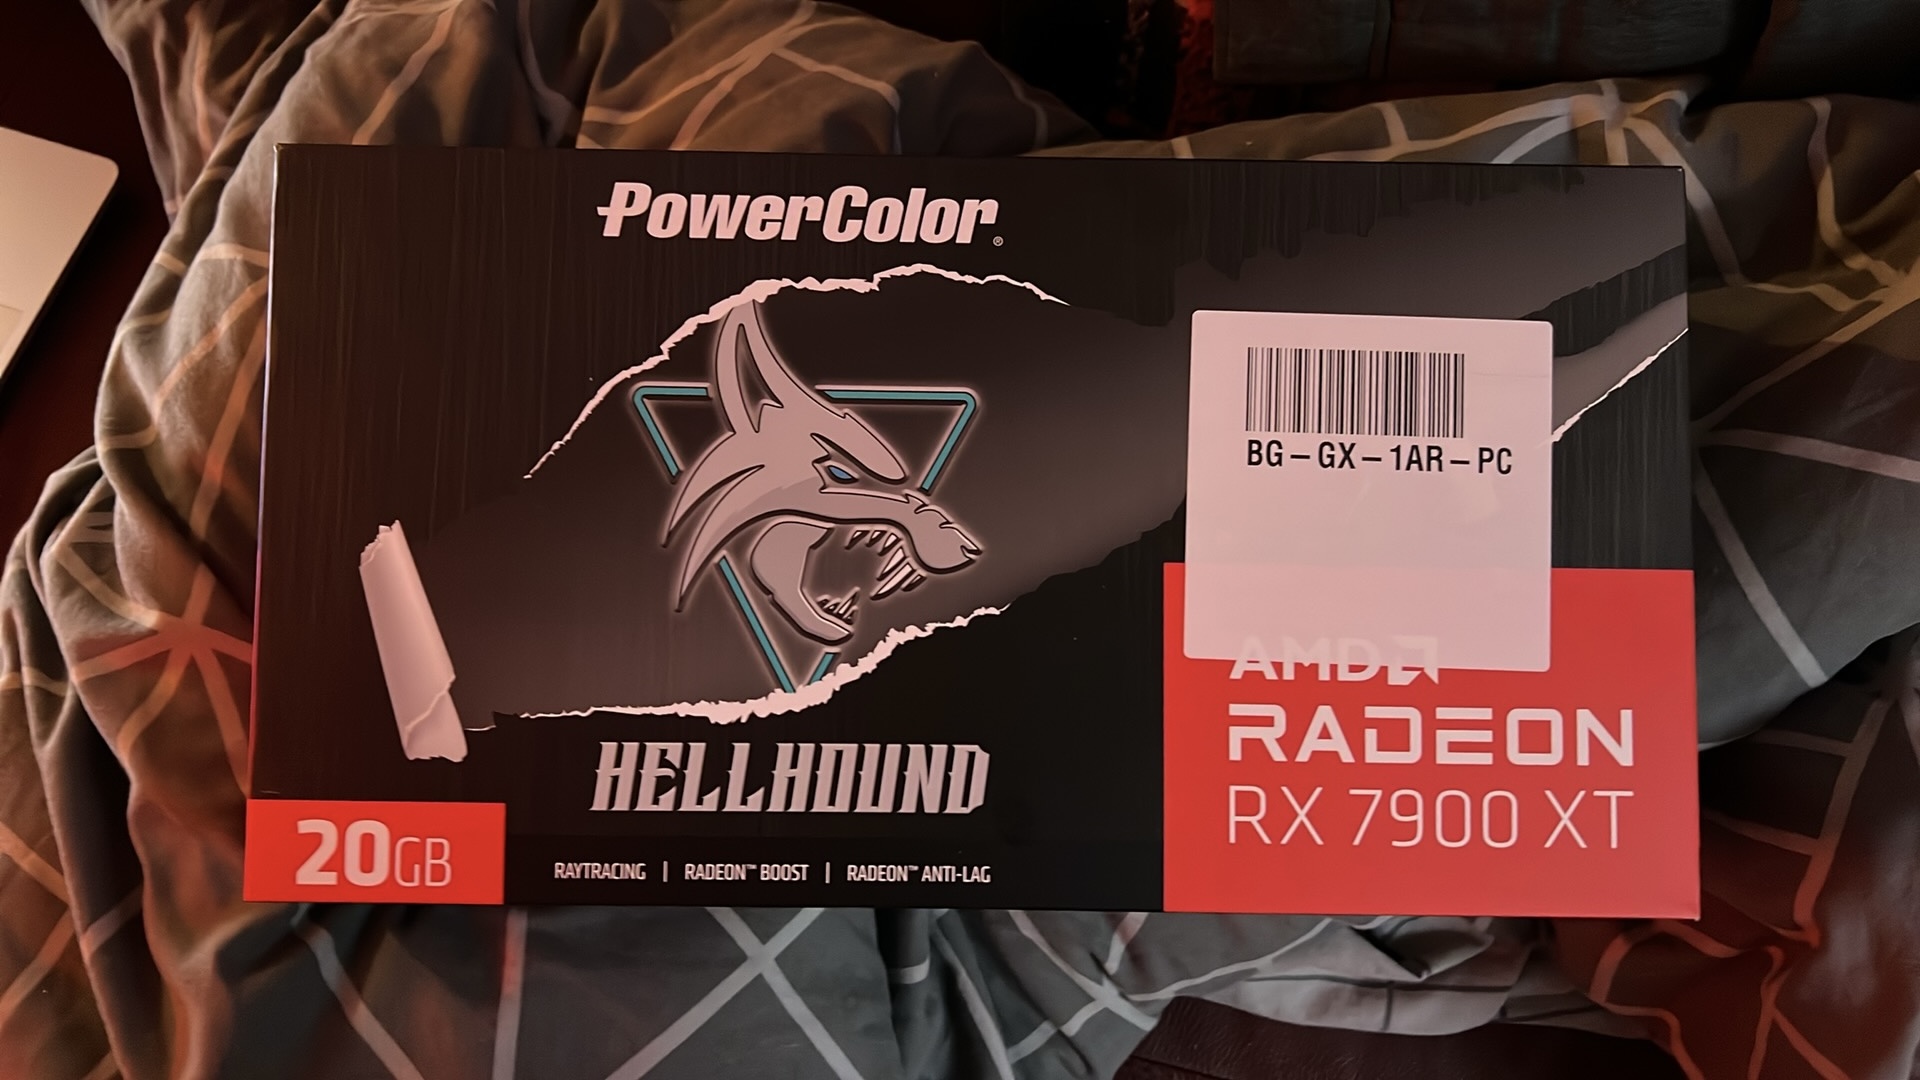 PowerColor®
BG-GX-1AR-PC
AMD
RADEON
RX 7900 XT
HELLHOUND
20GB
RAYTRACING | RADEON™ BOOST | RADEON™ ANTI-LAG